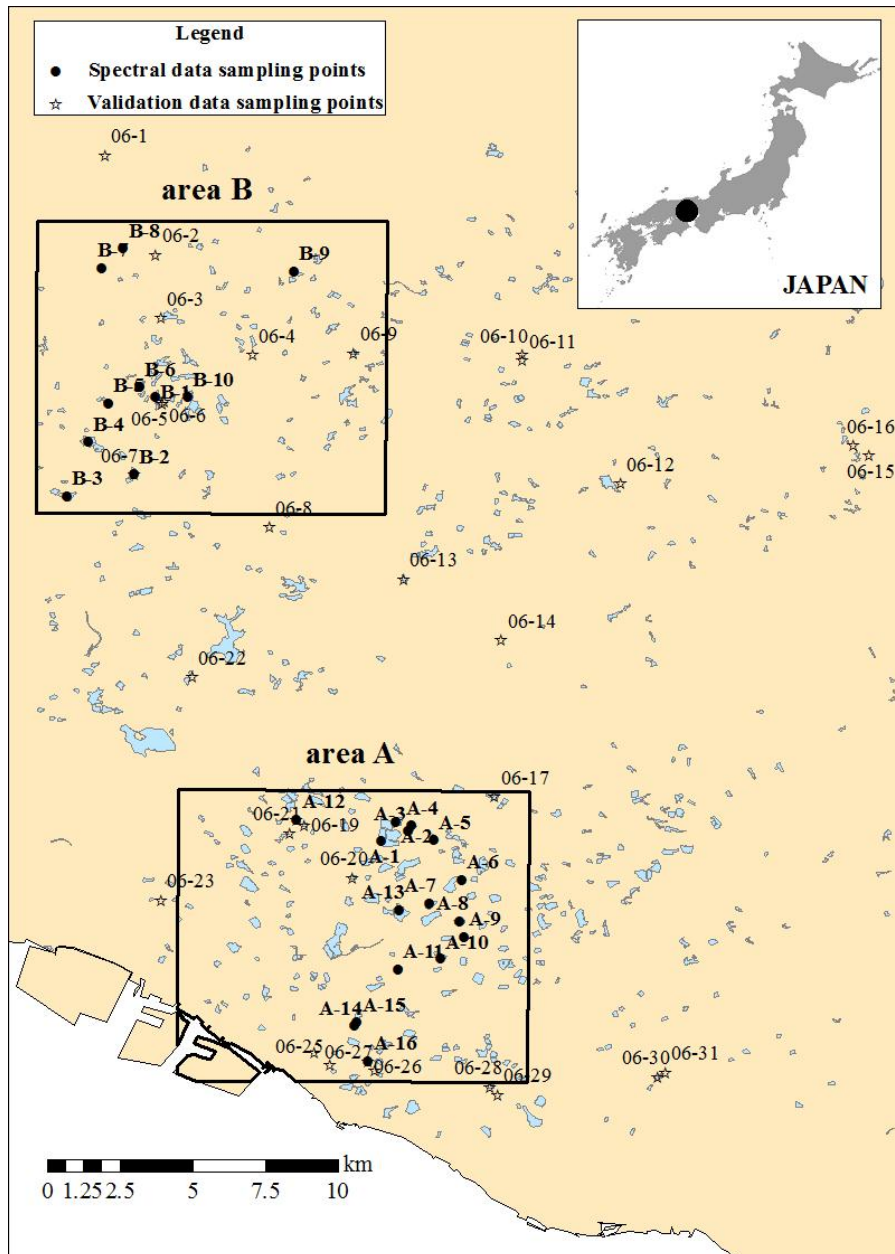 Legend
Spectral data sampling points
Validation data sampling points
JAPAN
06-1
area B
B-8
06-2
B-7
B-9
06-3
06-4
06-9
06-10
06-11
B-6
B-5
B-10
B-1
06-5
06-6
B-4
06-7
B-2
B-3
06-16
06-15
06-12
06-8
06-13
06-14
06-22
area A
06-17
A-12
06-21
06-19
A-3
A-4
A-2
A-5
A-1
06-20
A-6
A-7
A-13
A-8
A-9
A-10
A-11
06-23
A-14
A-15
A-16
06-25
06-27
06-26
06-28
06-29
06-30
06-31
km
0 1.25 2.5 5 7.5 10